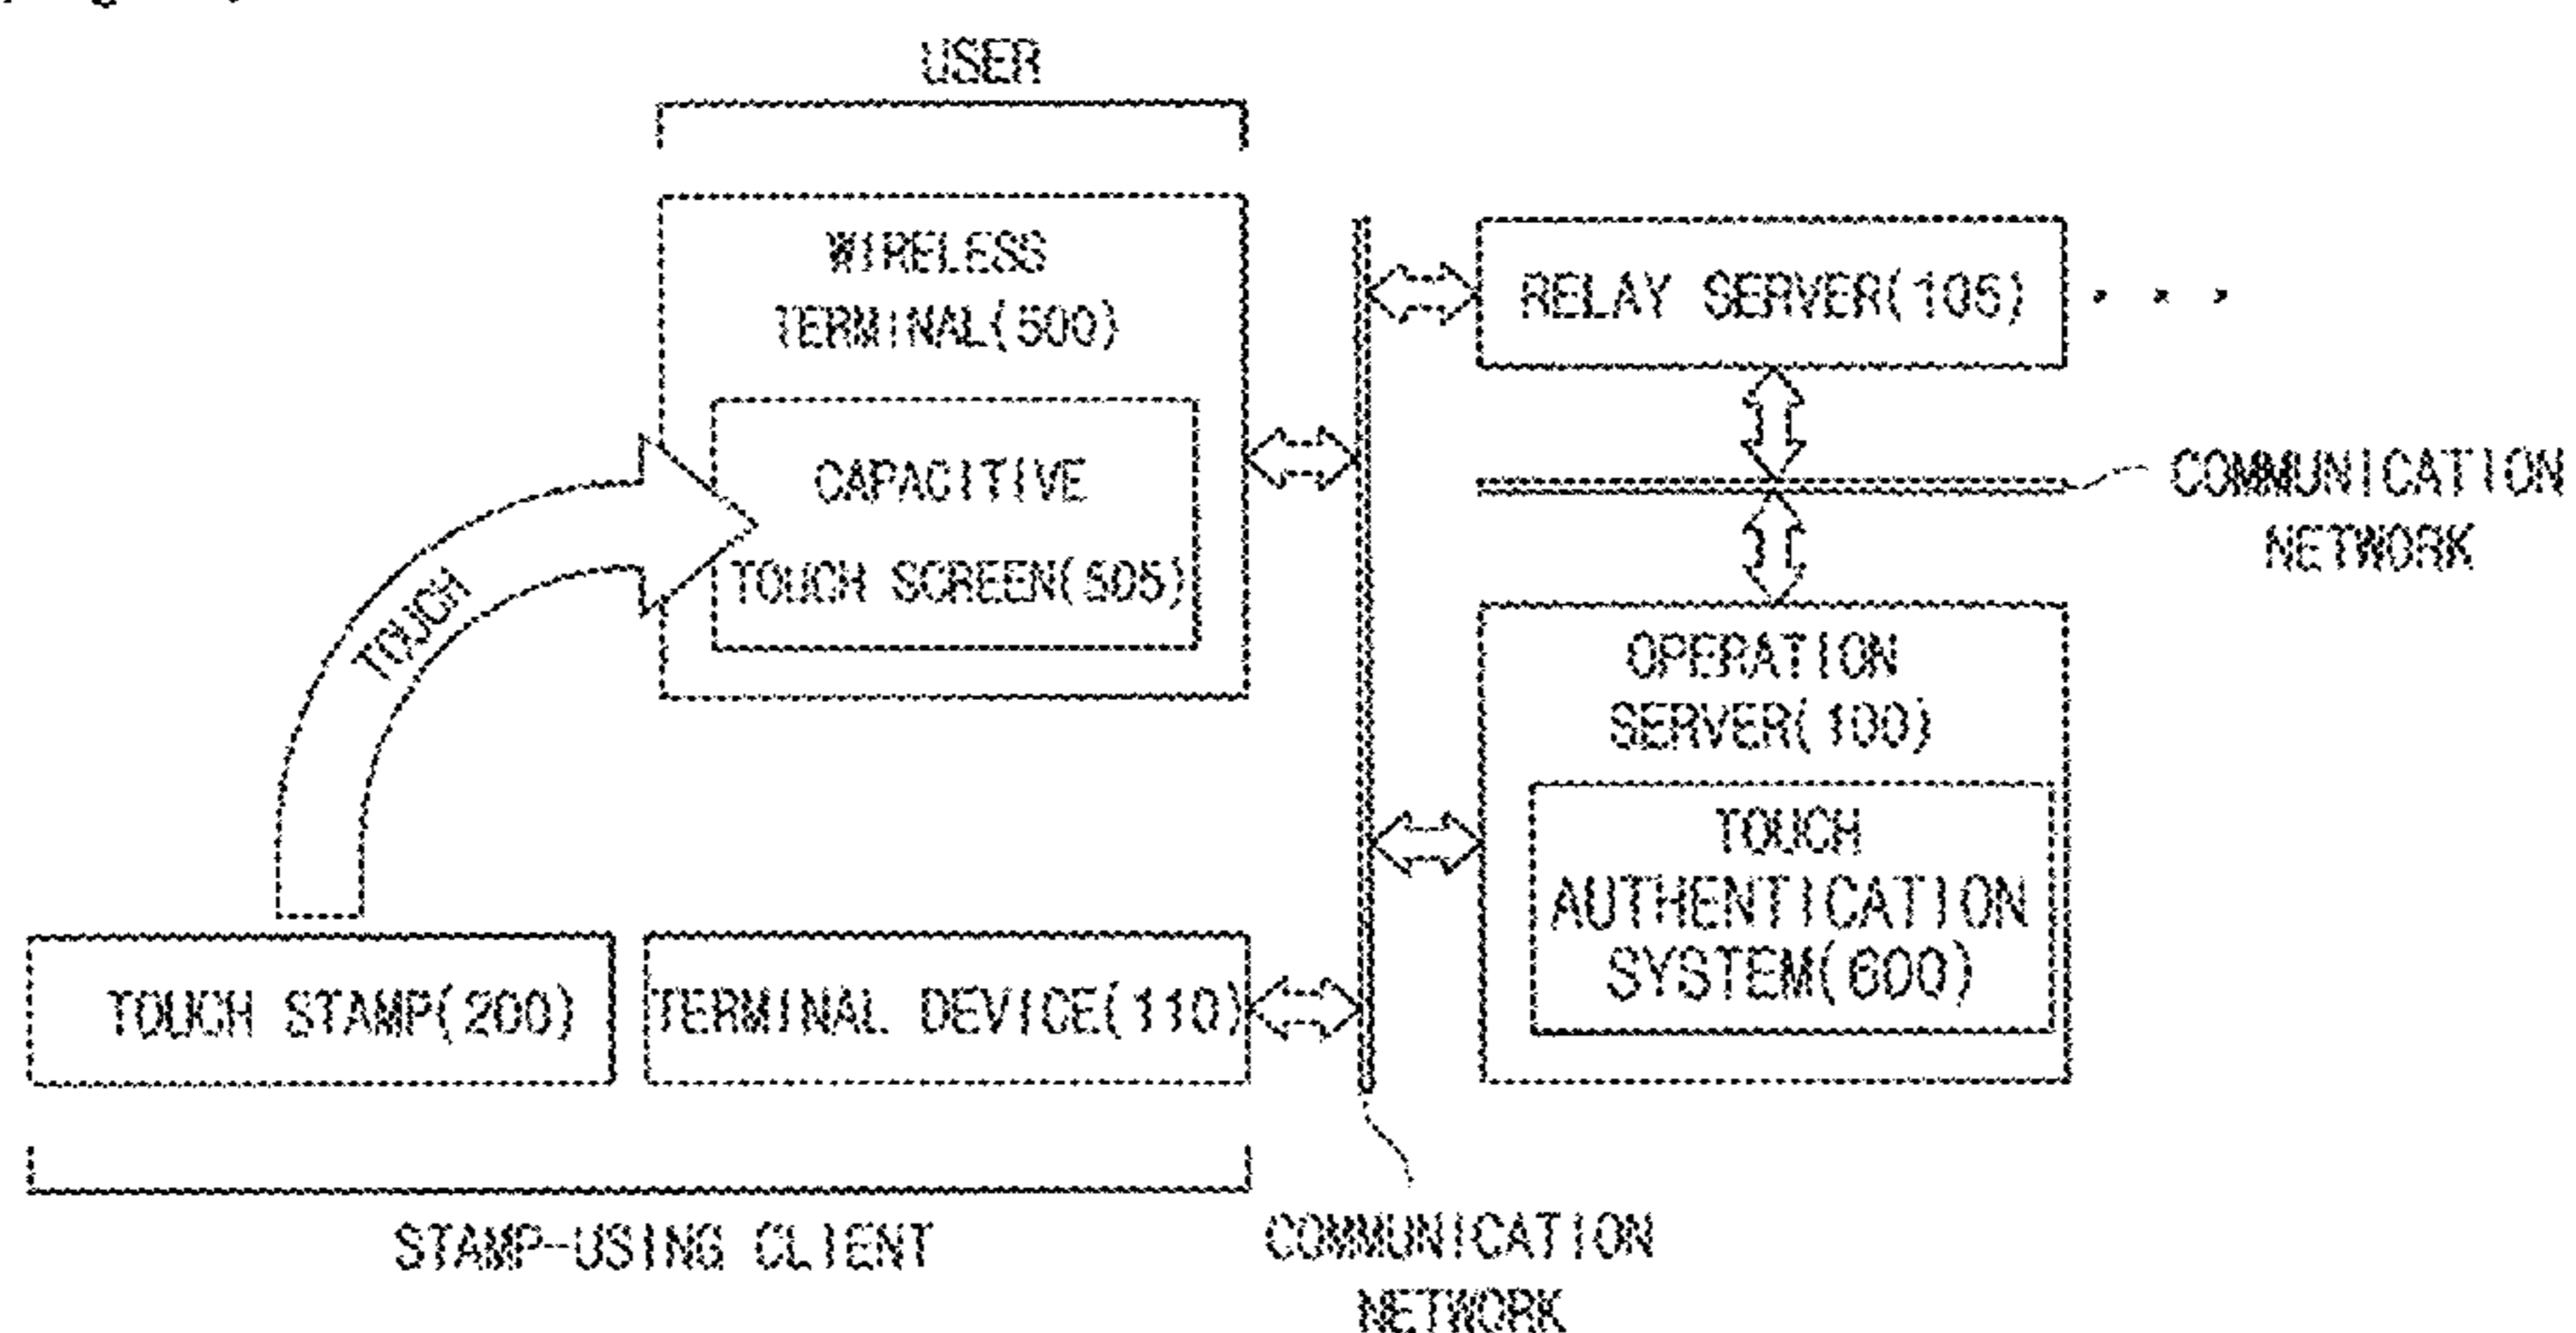 USER
WIRELESS
TERMINAL(500)
CAPACITIVE
TOUCH SCREEN(505)
TOUCH
RELAY SERVER(105)
COMMUNICATION
NETWORK
OPERATION
SERVER(100)
TOUCH
AUTHENTICATION
SYSTEM(600)
TOUCH STAMP(200)
TERMINAL DEVICE(110)
STAMP-USING CLIENT
COMMUNICATION
NETWORK